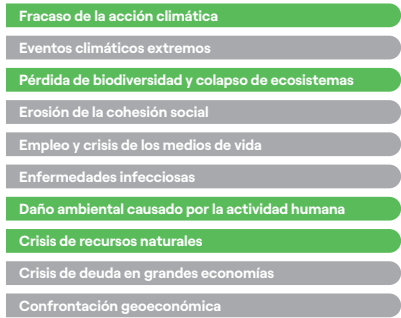 Fracaso de la acción climática
Eventos climáticos extremos
Pérdida de biodiversidad y colapso de ecosistemas
Erosión de la cohesión social
Empleo y crisis de los medios de vida
Enfermedades infecciosas
Daño ambiental causado por la actividad humana
Crisis de recursos naturales
Crisis de deuda en grandes economías
Confrontación geoeconómica